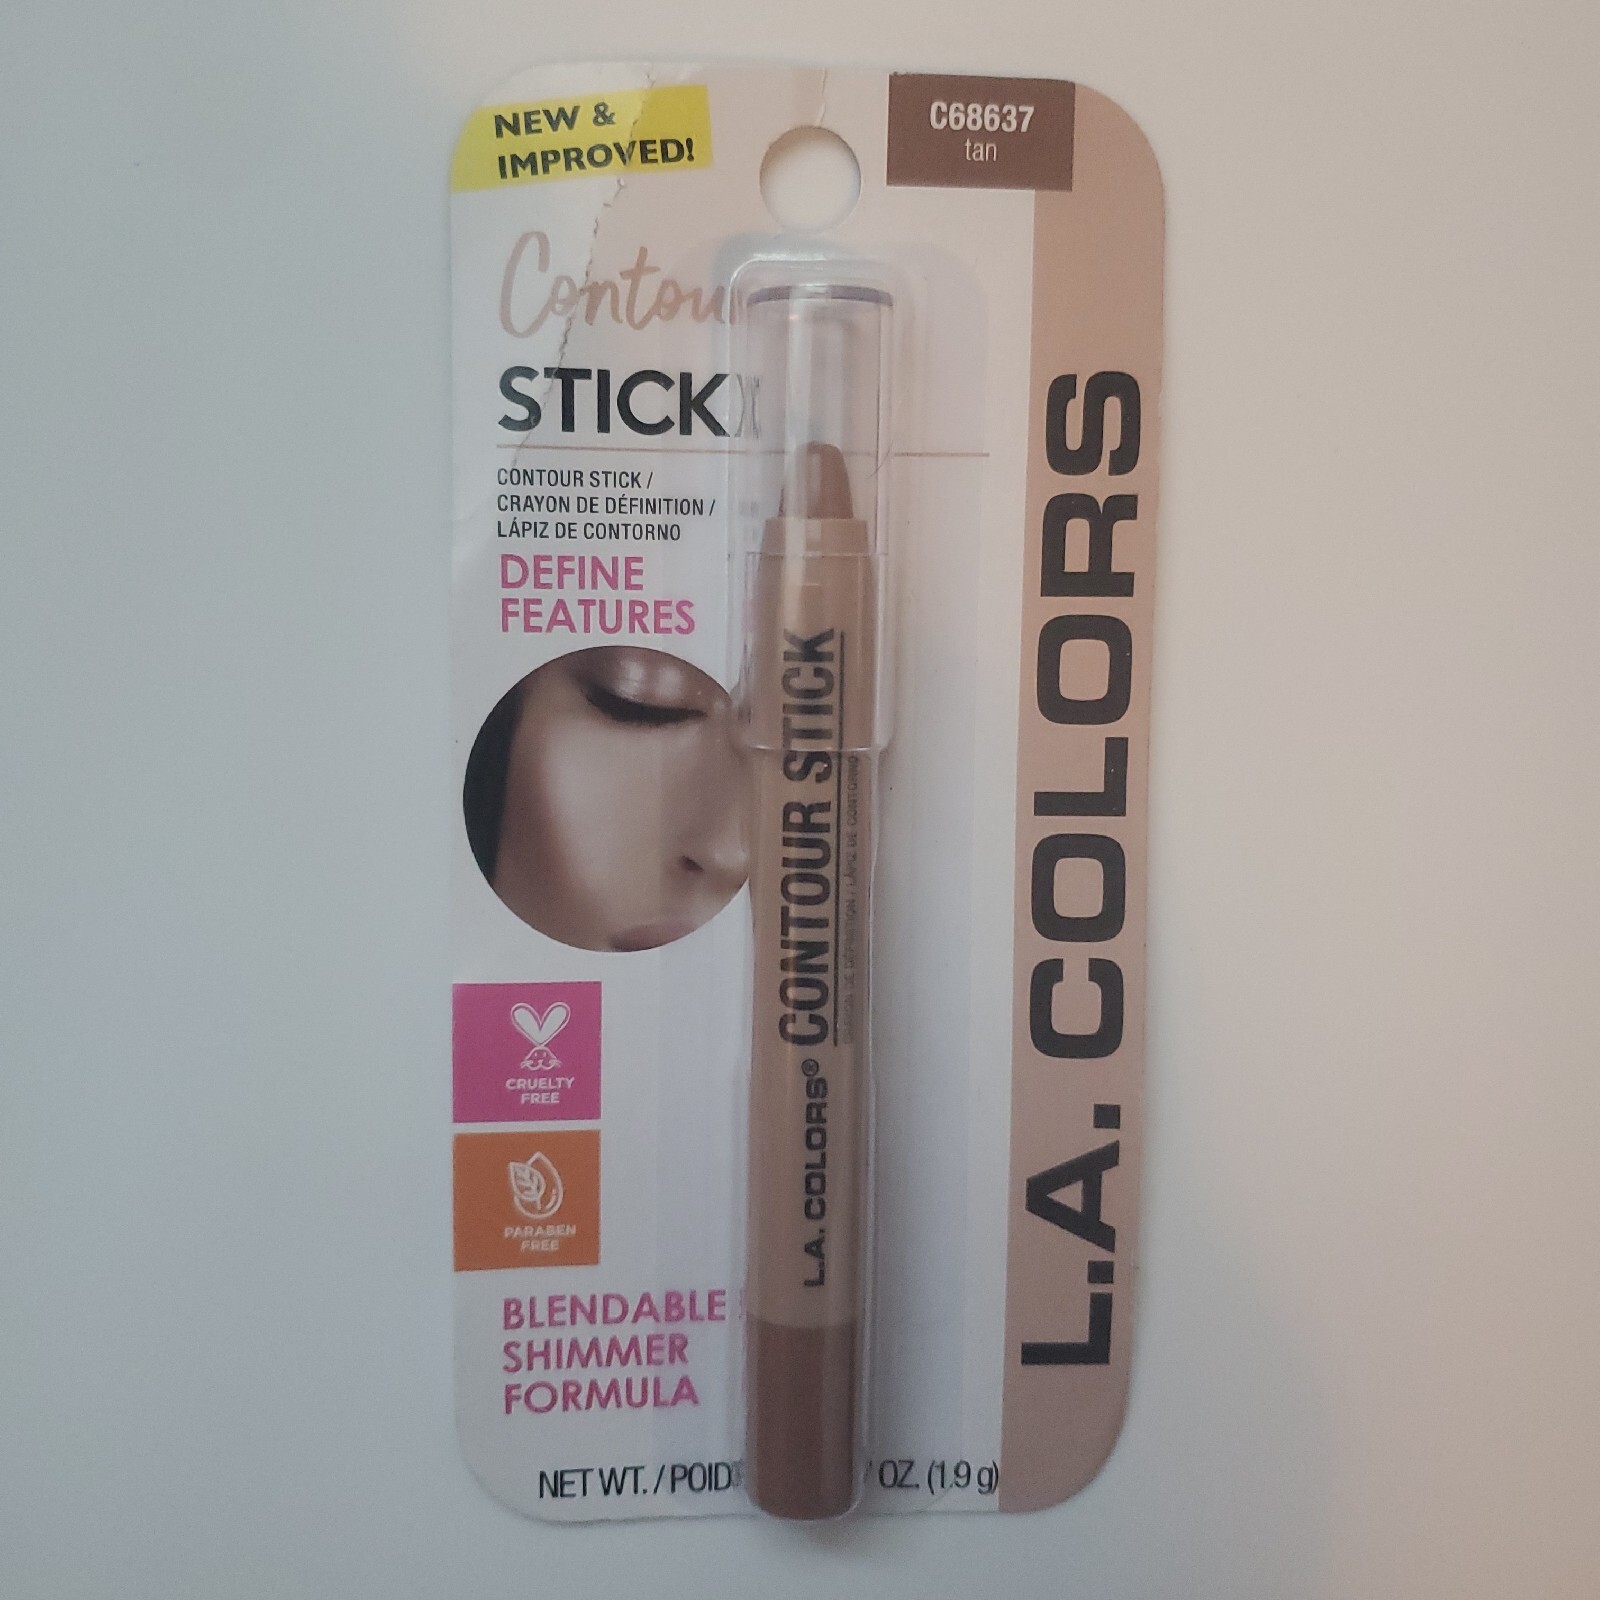 NEW &
IMPROVED!
C68637
tan
Contour
STICK
CONTOUR STICK /
CRAYON DE DÉFINITION /
LÁPIZ DE CONTORNO
DEFINE
FEATURES
CRUELTY
FREE
PARABEN
FREE
BLENDABLE
SHIMMER
FORMULA
NET WT. / POID
OZ. (1.9 g)
L.A. COLORS® CONTOUR STICK
CRAYON DE DÉFINITION / LÁPIZ DE CONTORNO
L.A. COLORS